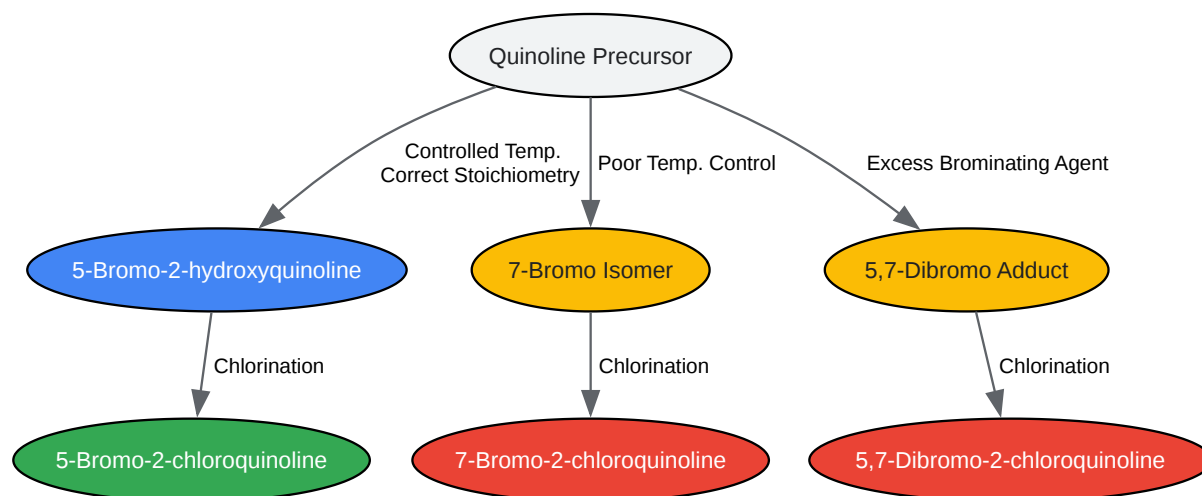 Quinoline Precursor
Controlled Temp.
Correct Stoichiometry
Poor Temp. Control
Excess Brominating Agent
5-Bromo-2-hydroxyquinoline
7-Bromo Isomer
5,7-Dibromo Adduct
Chlorination
Chlorination
Chlorination
5-Bromo-2-chloroquinoline
7-Bromo-2-chloroquinoline
5,7-Dibromo-2-chloroquinoline